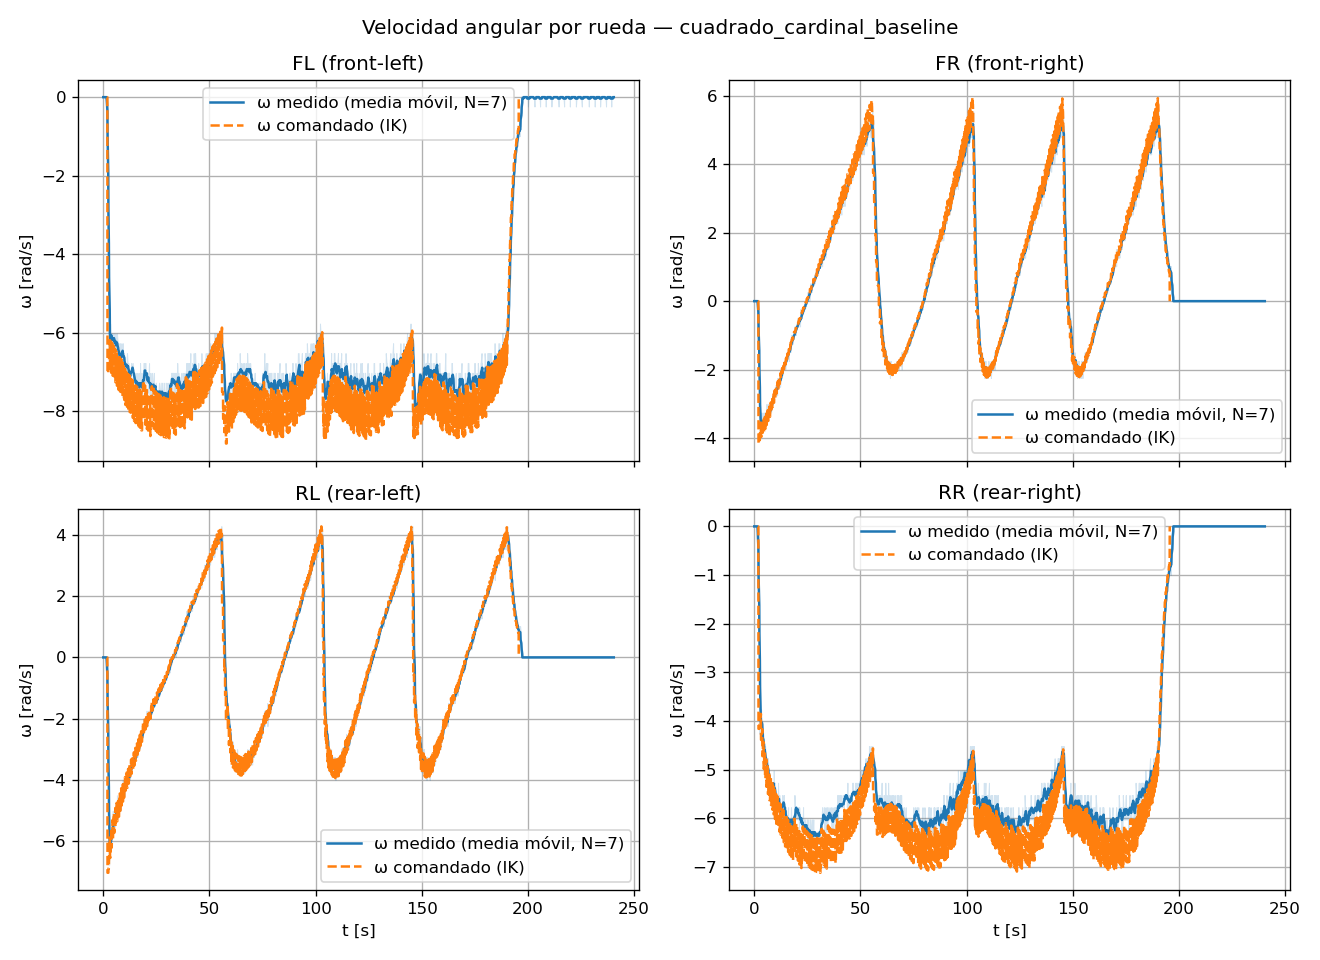 Velocidad angular por rueda — cuadrado_cardinal_baseline
FL (front-left)
ω [rad/s]
0
−2
−4
−6
−8
ω medido (media móvil, N=7)
ω comandado (IK)
FR (front-right)
ω [rad/s]
6
4
2
0
−2
−4
ω medido (media móvil, N=7)
ω comandado (IK)
RL (rear-left)
ω [rad/s]
4
2
0
−2
−4
−6
ω medido (media móvil, N=7)
ω comandado (IK)
0 50 100 150 200 250
t [s]
RR (rear-right)
ω [rad/s]
0
−1
−2
−3
−4
−5
−6
−7
ω medido (media móvil, N=7)
ω comandado (IK)
0 50 100 150 200 250
t [s]